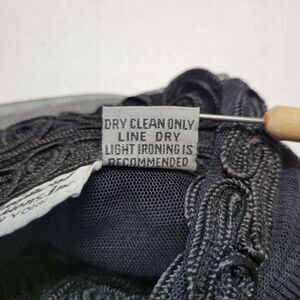 DRY CLEAN ONLY
LINE DRY
LIGHT IRONING IS
RECOMMENDED